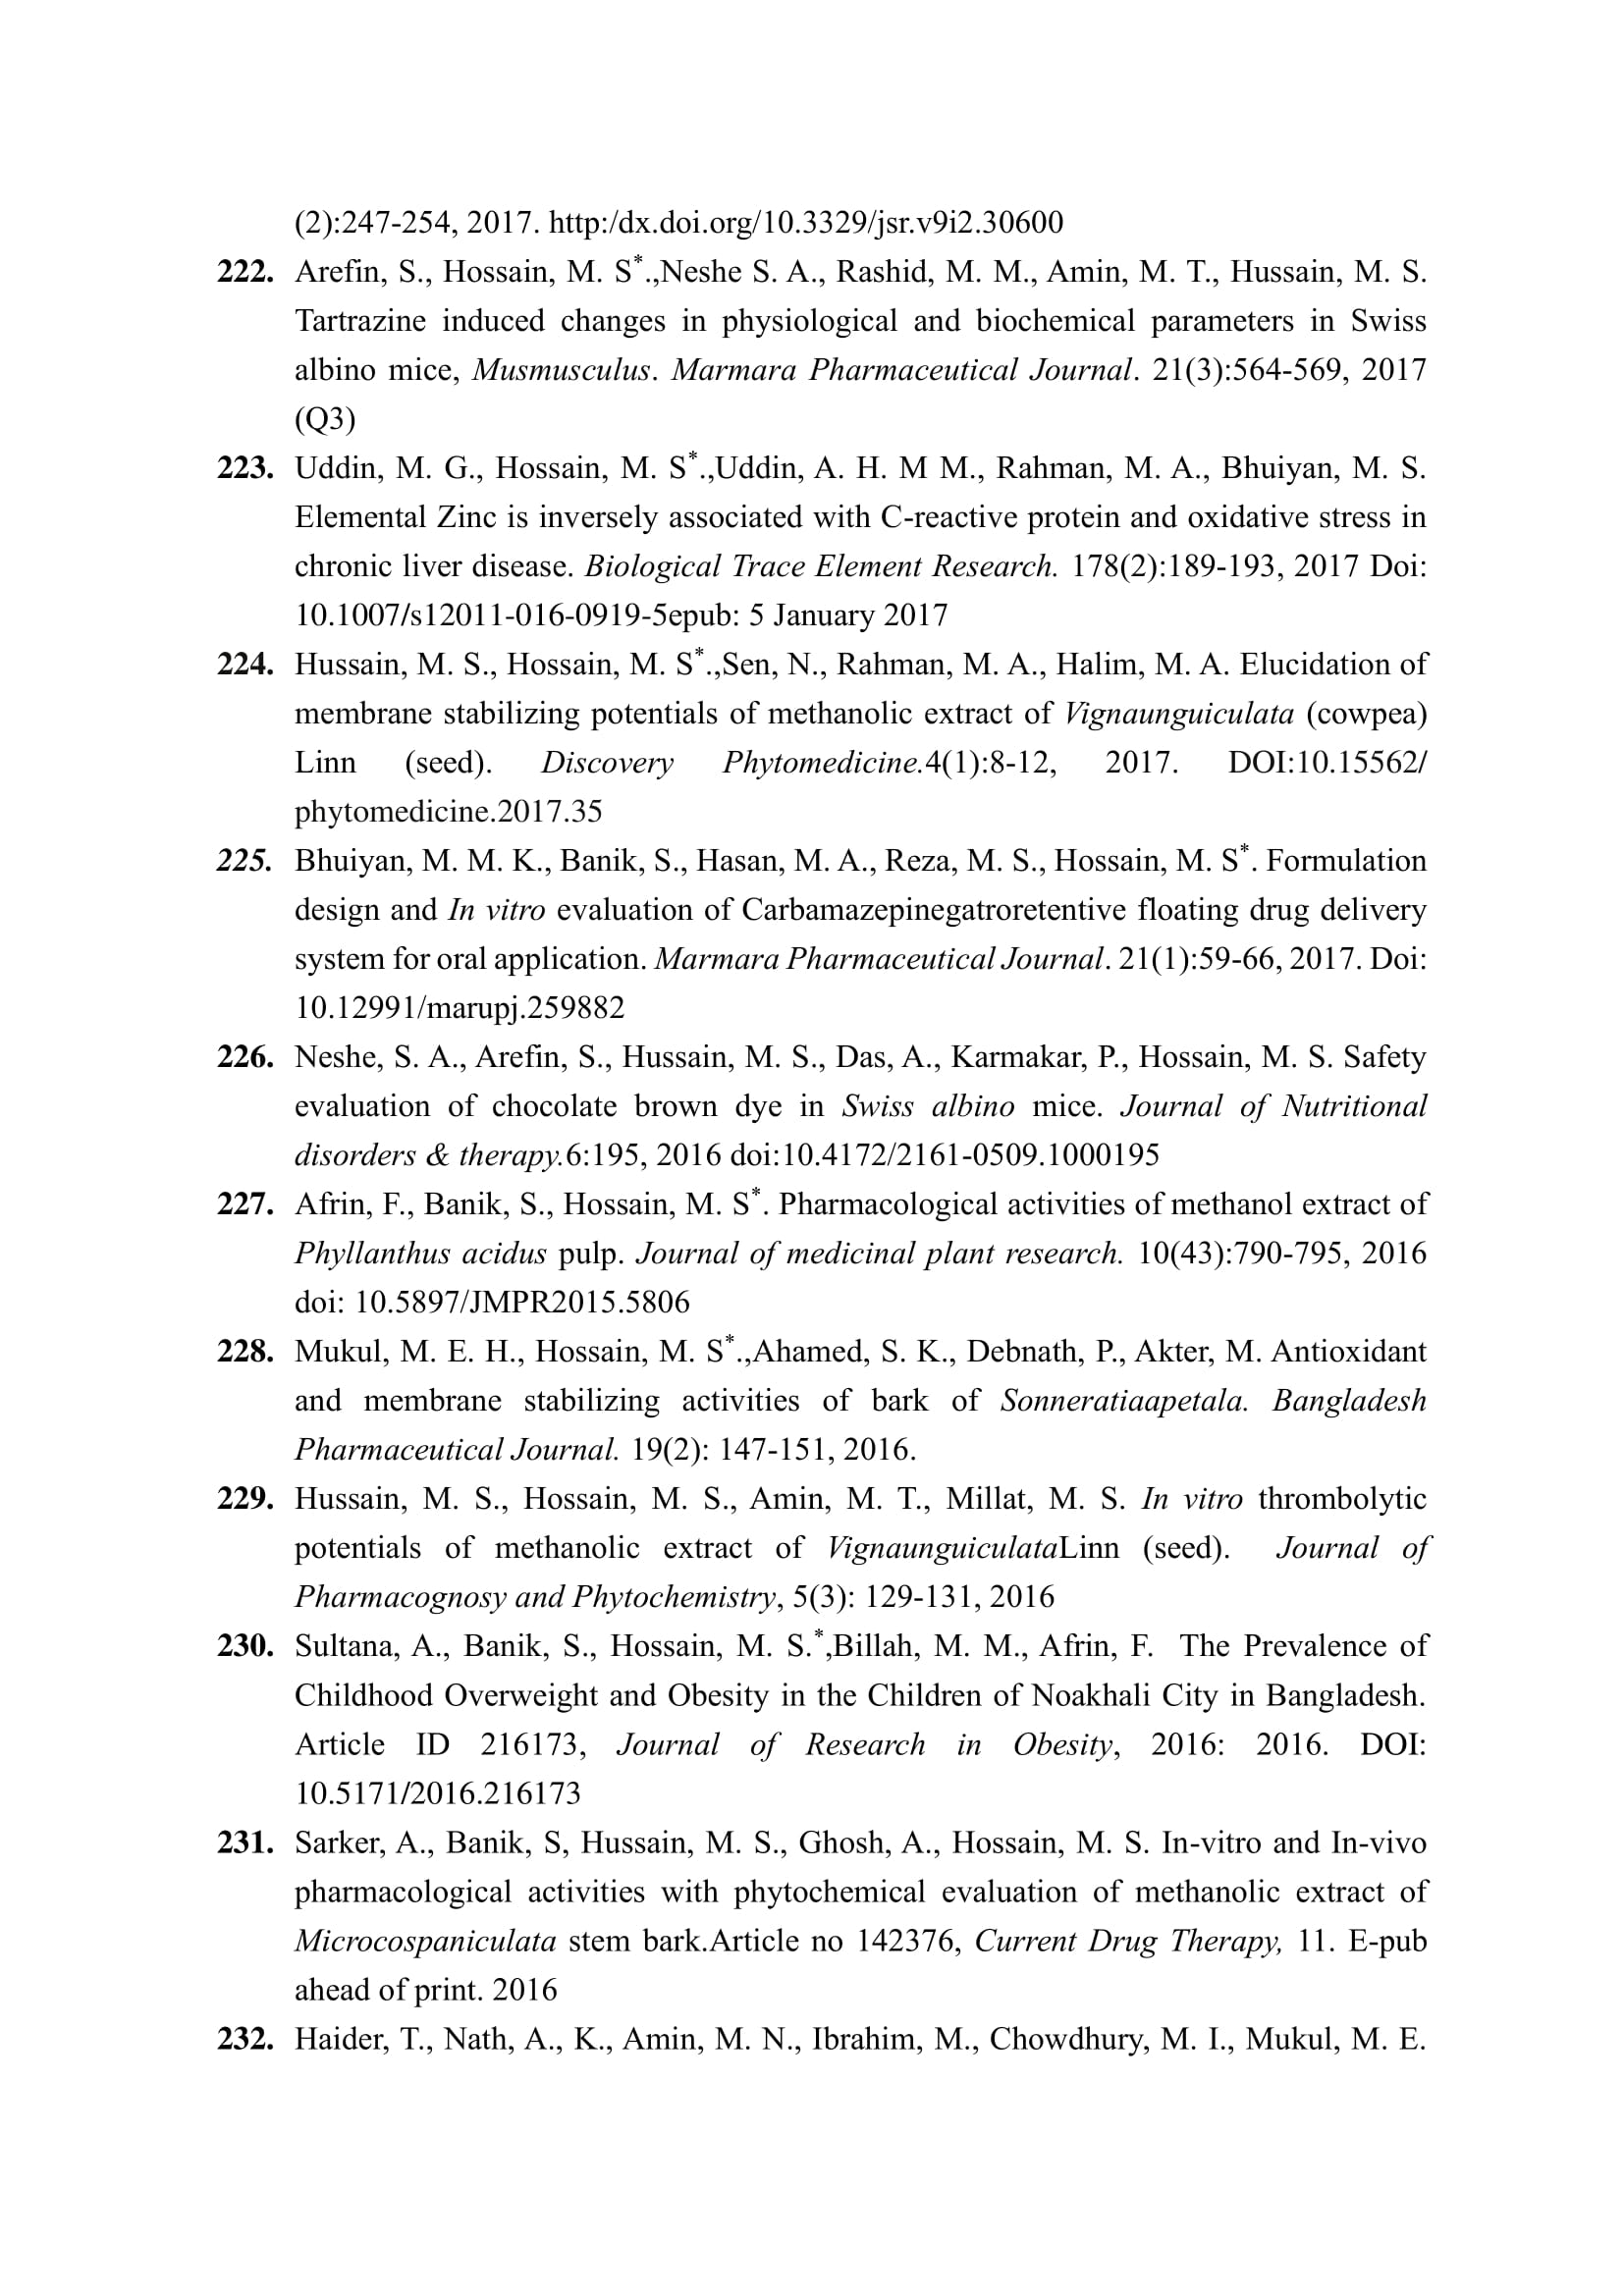 (2):247-254, 2017. http:/dx.doi.org/10.3329/jsr.v9i2.30600
222. Arefin, S., Hossain, M. S*.,Neshe S. A., Rashid, M. M., Amin, M. T., Hussain, M. S.
Tartrazine induced changes in physiological and biochemical parameters in Swiss
albino mice, Musmusculus. Marmara Pharmaceutical Journal. 21(3):564-569, 2017
(Q3)
223. Uddin, M. G., Hossain, M. S*.,Uddin, A. H. M M., Rahman, M. A., Bhuiyan, M. S.
Elemental Zinc is inversely associated with C-reactive protein and oxidative stress in
chronic liver disease. Biological Trace Element Research. 178(2):189-193, 2017 Doi:
10.1007/s12011-016-0919-5epub: 5 January 2017
224. Hussain, M. S., Hossain, M. S*.,Sen, N., Rahman, M. A., Halim, M. A. Elucidation of
membrane stabilizing potentials of methanolic extract of Vignaunguiculata (cowpea)
Linn (seed). Discovery Phytomedicine.4(1):8-12, 2017. DOI:10.15562/
phytomedicine.2017.35
225. Bhuiyan, M. M. K., Banik, S., Hasan, M. A., Reza, M. S., Hossain, M. S*. Formulation
design and In vitro evaluation of Carbamazepinegatroretentive floating drug delivery
system for oral application. Marmara Pharmaceutical Journal. 21(1):59-66, 2017. Doi:
10.12991/marupj.259882
226. Neshe, S. A., Arefin, S., Hussain, M. S., Das, A., Karmakar, P., Hossain, M. S. Safety
evaluation of chocolate brown dye in Swiss albino mice. Journal of Nutritional
disorders & therapy.6:195, 2016 doi:10.4172/2161-0509.1000195
227. Afrin, F., Banik, S., Hossain, M. S*. Pharmacological activities of methanol extract of
Phyllanthus acidus pulp. Journal of medicinal plant research. 10(43):790-795, 2016
doi: 10.5897/JMPR2015.5806
228. Mukul, M. E. H., Hossain, M. S*.,Ahamed, S. K., Debnath, P., Akter, M. Antioxidant
and membrane stabilizing activities of bark of Sonneratiaapetala. Bangladesh
Pharmaceutical Journal. 19(2): 147-151, 2016.
229. Hussain, M. S., Hossain, M. S., Amin, M. T., Millat, M. S. In vitro thrombolytic
potentials of methanolic extract of VignaunguiculataLinn (seed). Journal of
Pharmacognosy and Phytochemistry, 5(3): 129-131, 2016
230. Sultana, A., Banik, S., Hossain, M. S.*,Billah, M. M., Afrin, F. The Prevalence of
Childhood Overweight and Obesity in the Children of Noakhali City in Bangladesh.
Article ID 216173, Journal of Research in Obesity, 2016: 2016. DOI:
10.5171/2016.216173
231. Sarker, A., Banik, S, Hussain, M. S., Ghosh, A., Hossain, M. S. In-vitro and In-vivo
pharmacological activities with phytochemical evaluation of methanolic extract of
Microcospaniculata stem bark.Article no 142376, Current Drug Therapy, 11. E-pub
ahead of print. 2016
232. Haider, T., Nath, A., K., Amin, M. N., Ibrahim, M., Chowdhury, M. I., Mukul, M. E.